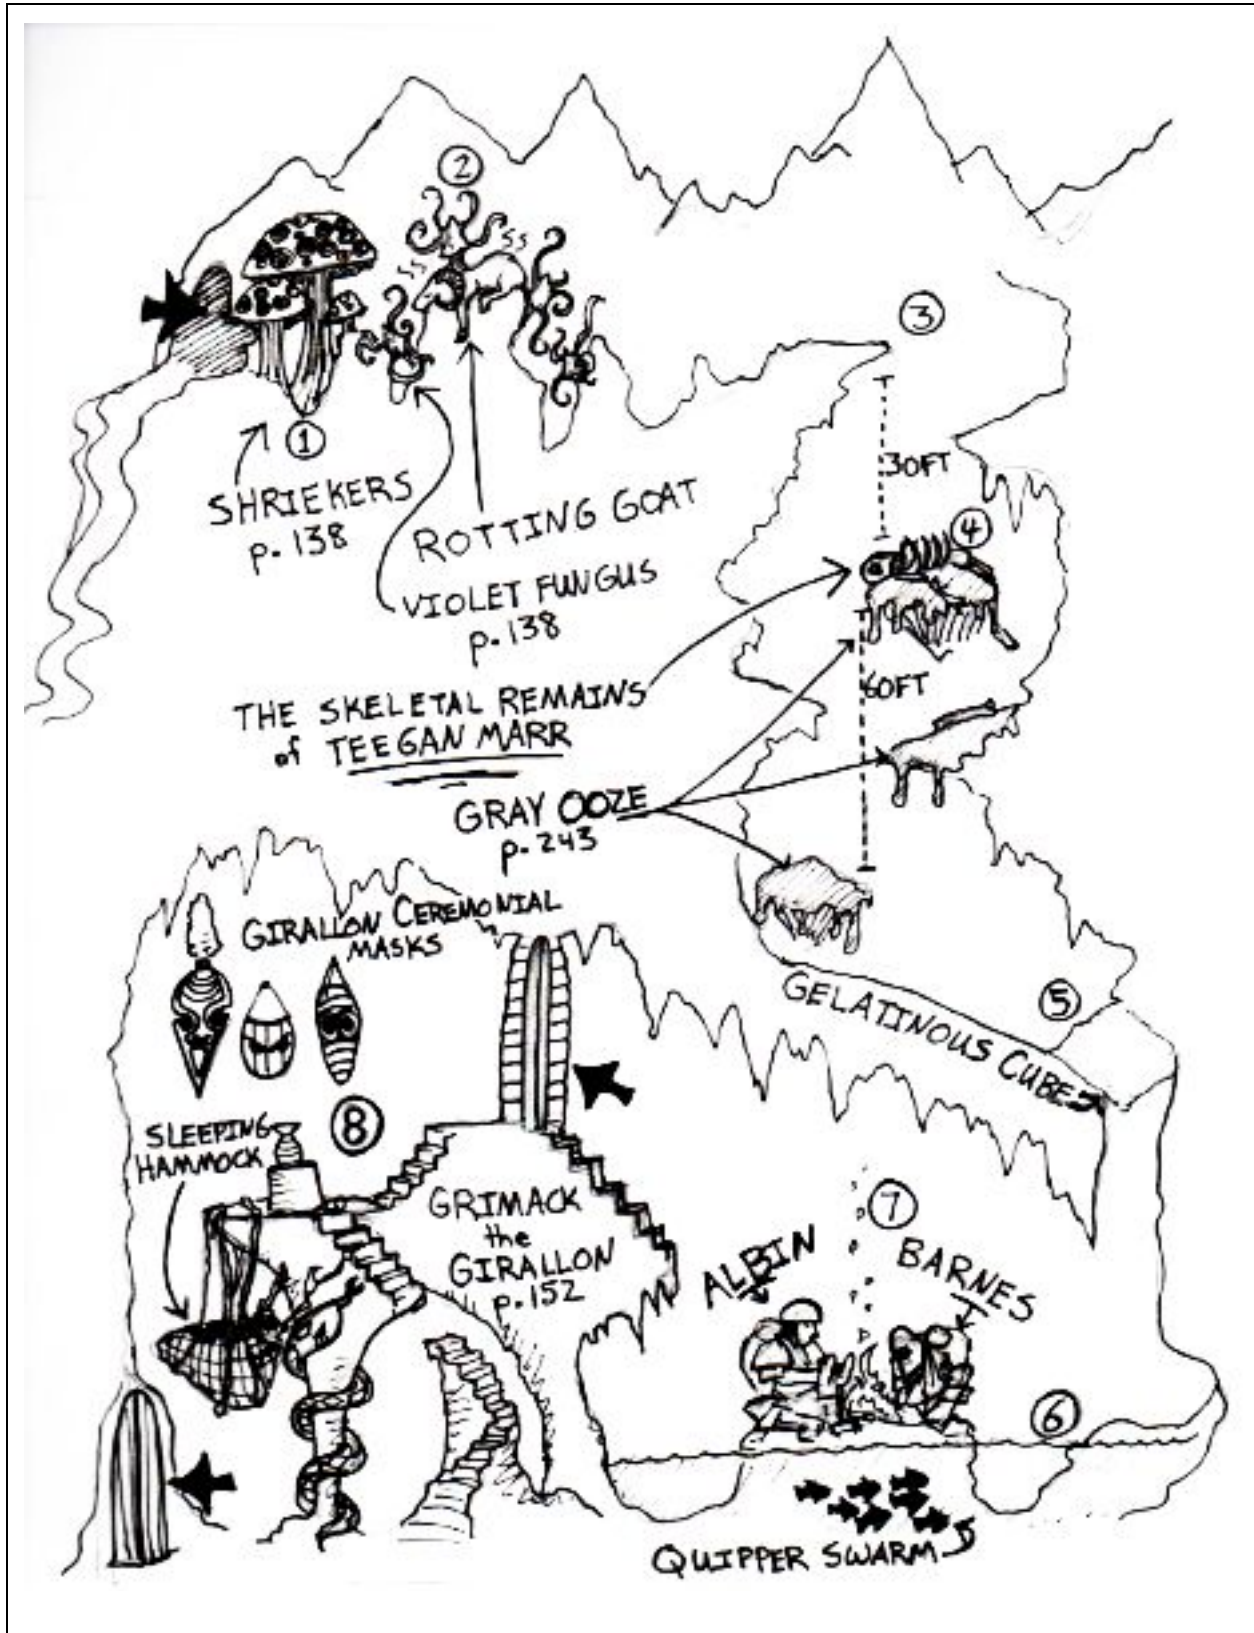 2
3
1
SHRIEKERS
p. 138
30FT
ROTTING GOAT
4
VIOLET FUNGUS
p. 138
THE SKELETAL REMAINS
of TEEGAN MARR
60FT
GRAY OOZE
p. 243
GIRALLON CEREMONIAL
MASKS
GELATINOUS CUBE
5
SLEEPING
HAMMOCK
8
GRIMACK
the
GIRALLON
p. 152
7
ALBIN
BARNES
6
QUIPPER SWARM